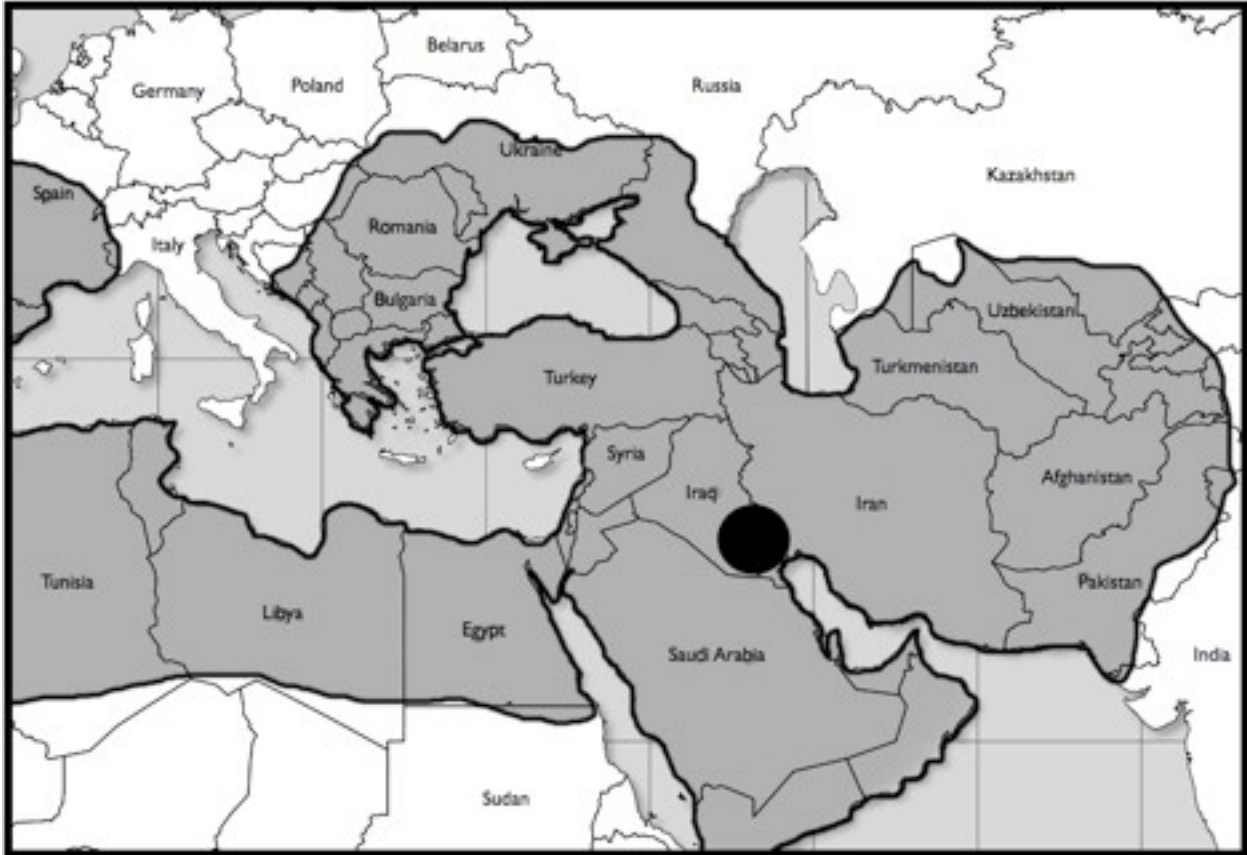 Belarus
Germany
Poland
Russia
Ukraine
Kazakhstan
Spain
Romania
Italy
Bulgaria
Uzbekistan
Turkey
Turkmenistan
Syria
Iraq
Iran
Afghanistan
Tunisia
Libya
Egypt
Pakistan
Saudi Arabia
India
Sudan